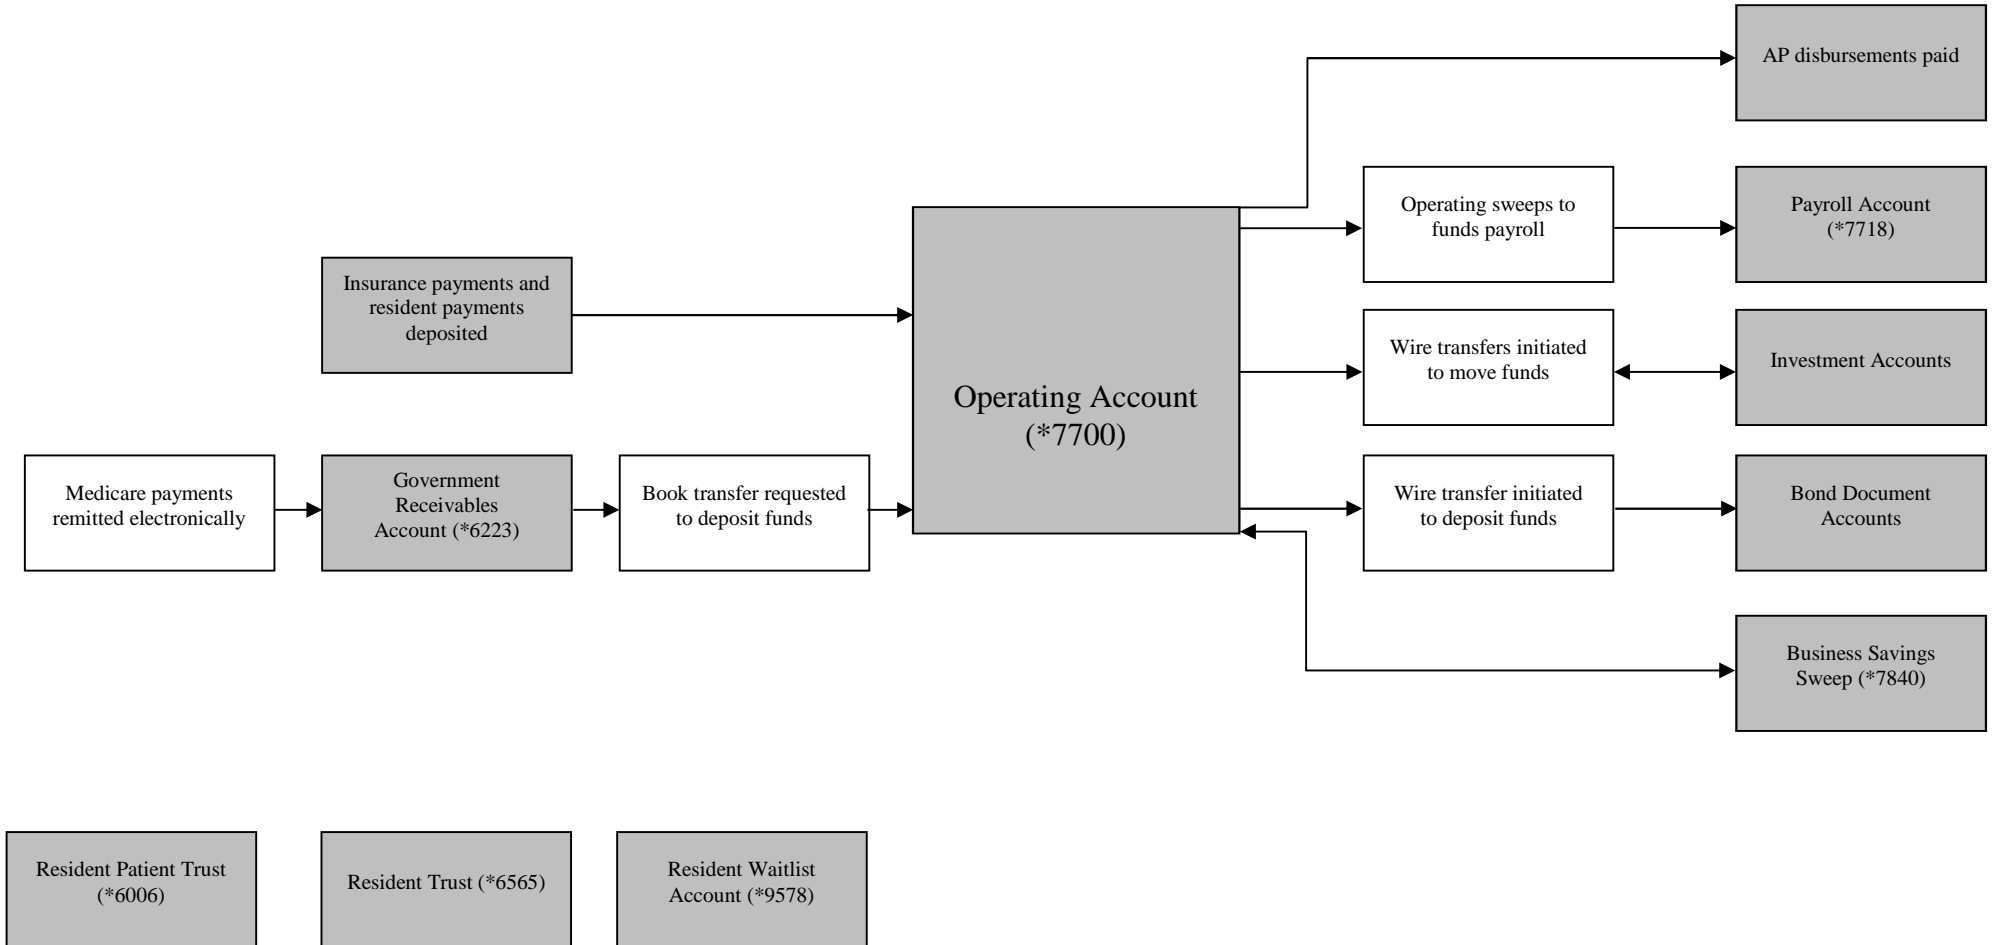 AP disbursements paid
Operating sweeps to
funds payroll
Payroll Account
(*7718)
Insurance payments and
resident payments
deposited
Wire transfers initiated
to move funds
Investment Accounts
Operating Account
(*7700)
Medicare payments
remitted electronically
Government
Receivables
Account (*6223)
Book transfer requested
to deposit funds
Wire transfer initiated
to deposit funds
Bond Document
Accounts
Business Savings
Sweep (*7840)
Resident Patient Trust
(*6006)
Resident Trust (*6565)
Resident Waitlist
Account (*9578)